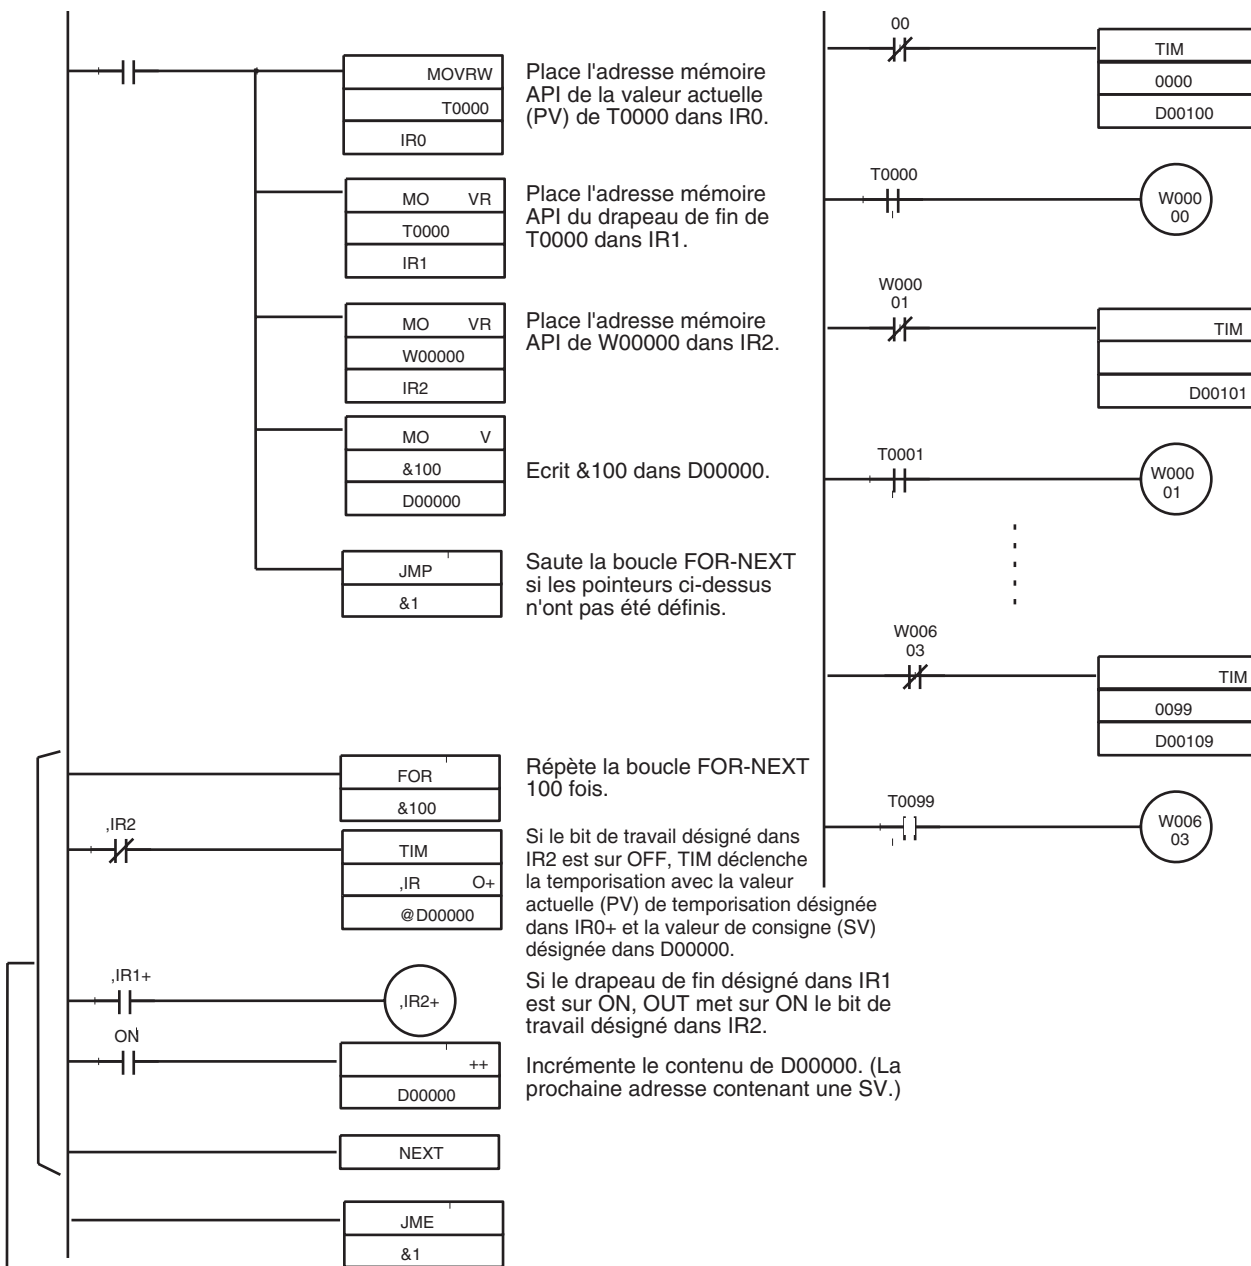 MOVRW
T0000
IR0
Place l'adresse mémoire
API de la valeur actuelle
(PV) de T0000 dans IR0.
MO VR
T0000
IR1
Place l'adresse mémoire
API du drapeau de fin de
T0000 dans IR1.
MO VR
W00000
IR2
Place l'adresse mémoire
API de W00000 dans IR2.
MO V
&100
D00000
Ecrit &100 dans D00000.
JMP
&1
Saute la boucle FOR-NEXT
si les pointeurs ci-dessus
n'ont pas été définis.
FOR
&100
Répète la boucle FOR-NEXT
100 fois.
,IR2
TIM
,IR O+
@D00000
Si le bit de travail désigné dans
IR2 est sur OFF, TIM déclenche
la temporisation avec la valeur
actuelle (PV) de temporisation désignée
dans IR0+ et la valeur de consigne (SV)
désignée dans D00000.
,IR1+
,IR2+
Si le drapeau de fin désigné dans IR1
est sur ON, OUT met sur ON le bit de
travail désigné dans IR2.
ON
++
D00000
Incrémente le contenu de D00000. (La
prochaine adresse contenant une SV.)
NEXT
JME
&1
00
TIM
0000
D00100
T0000
W000
00
W000
01
TIM
D00101
T0001
W000
01
W006
03
TIM
0099
D00109
T0099
W006
03